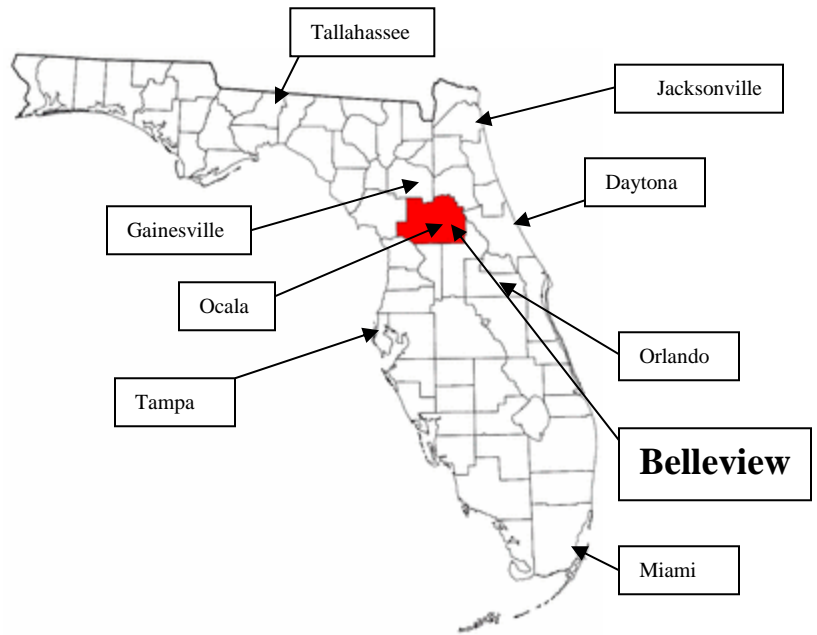 Tallahassee
Jacksonville
Daytona
Gainesville
Ocala
Orlando
Tampa
Belleview
Miami